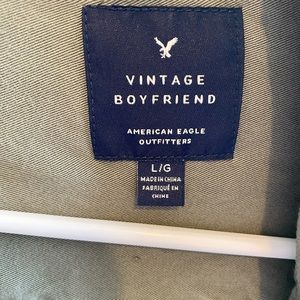 VINTAGE
BOYFRIEND
AMERICAN EAGLE
OUTFITTERS
L/G
MADE IN CHINA
FABRIQUÉ EN
CHINE